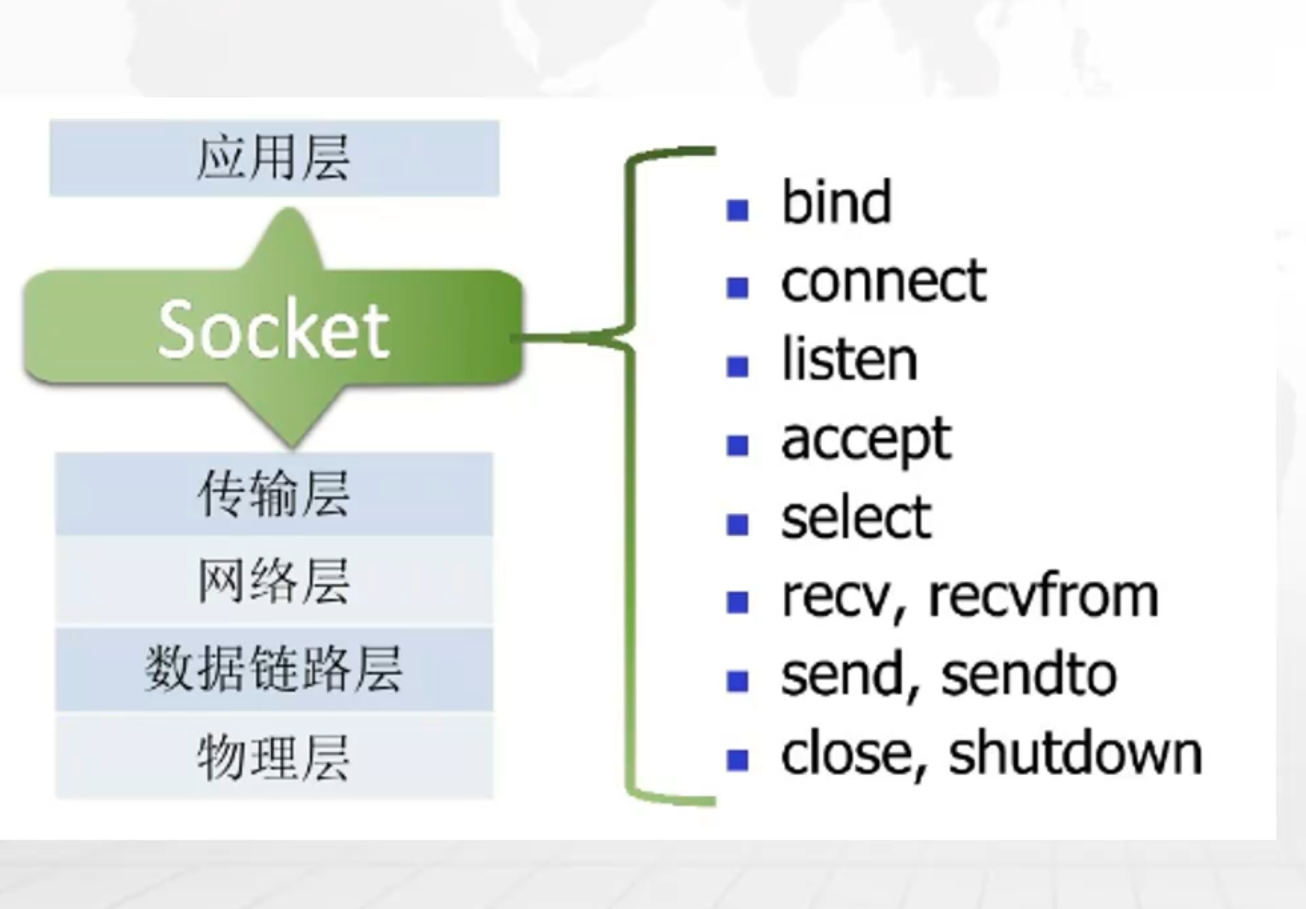 应用层
Socket
传输层
网络层
数据链路层
物理层
bind
connect
listen
accept
select
recv, recvfrom
send, sendto
close, shutdown